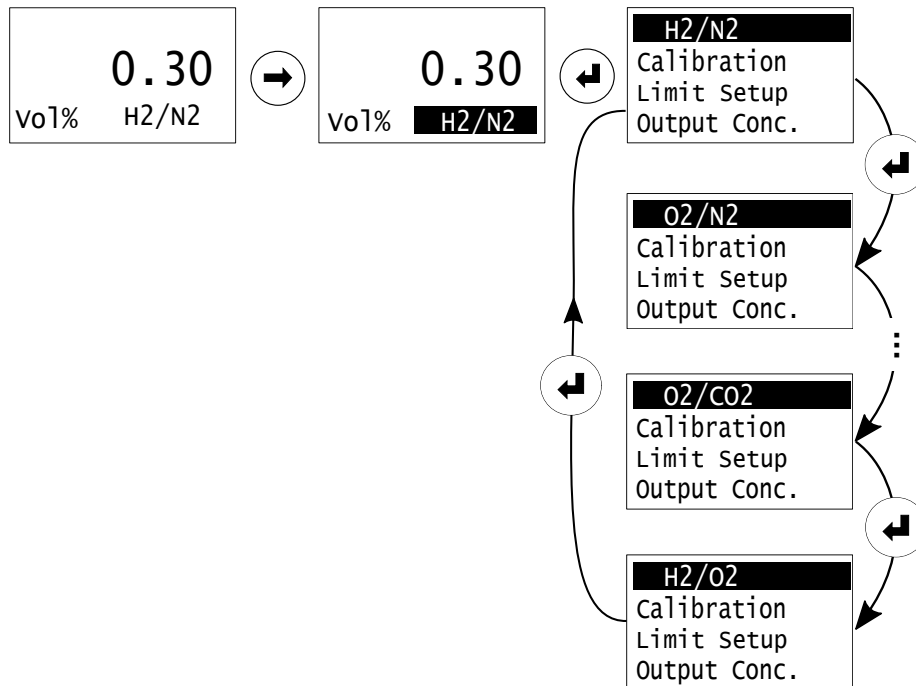 0.30
Vol% H2/N2
0.30
Vol% H2/N2
H2/N2
Calibration
Limit Setup
Output Conc.
O2/N2
Calibration
Limit Setup
Output Conc.
...
O2/CO2
Calibration
Limit Setup
Output Conc.
H2/O2
Calibration
Limit Setup
Output Conc.